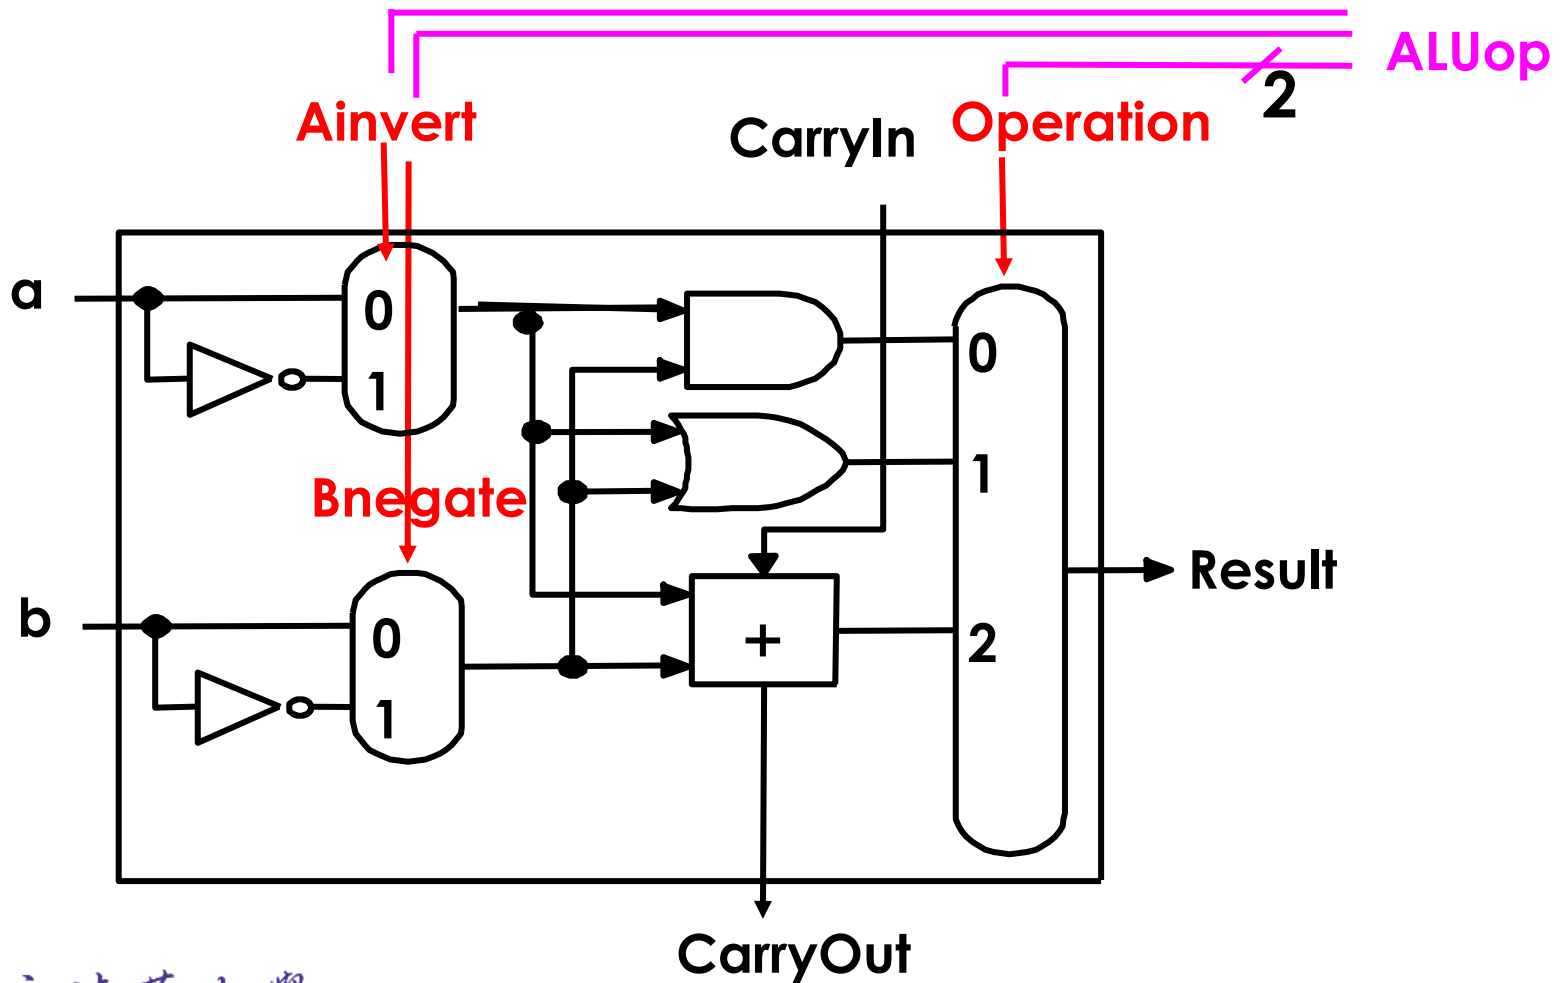 ALUop
2
Ainvert
CarryIn
Operation
a
0
1
0
1
Bnegate
b
0
1
+
2
Result
CarryOut